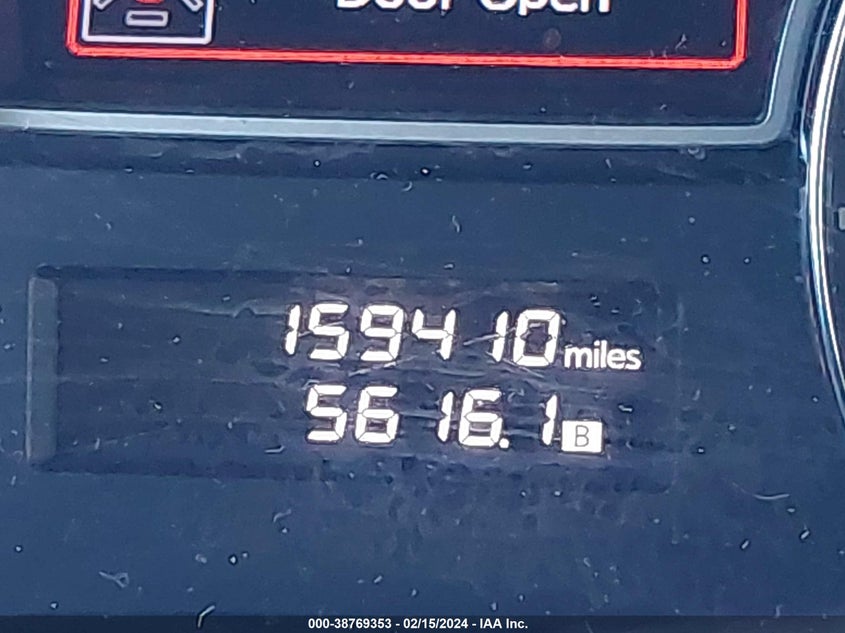 Door Open
159410 miles
5616.1 B
000-38769353 - 02/15/2024 - IAA Inc.